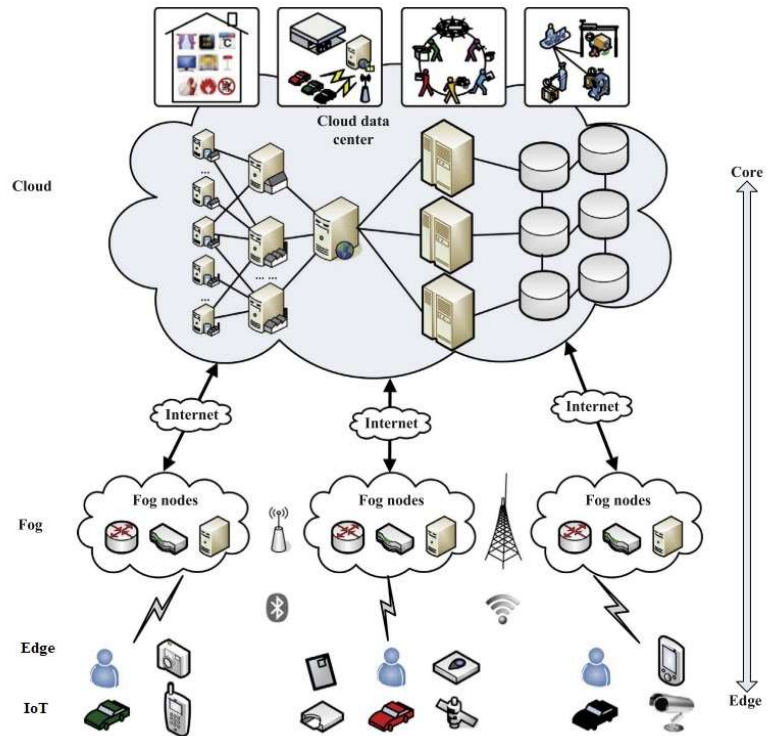 °C
Cloud data
center
Cloud
Core
...
... ...
...
Internet
Internet
Internet
Fog nodes
Fog nodes
Fog nodes
Fog
Edge
IoT
Edge